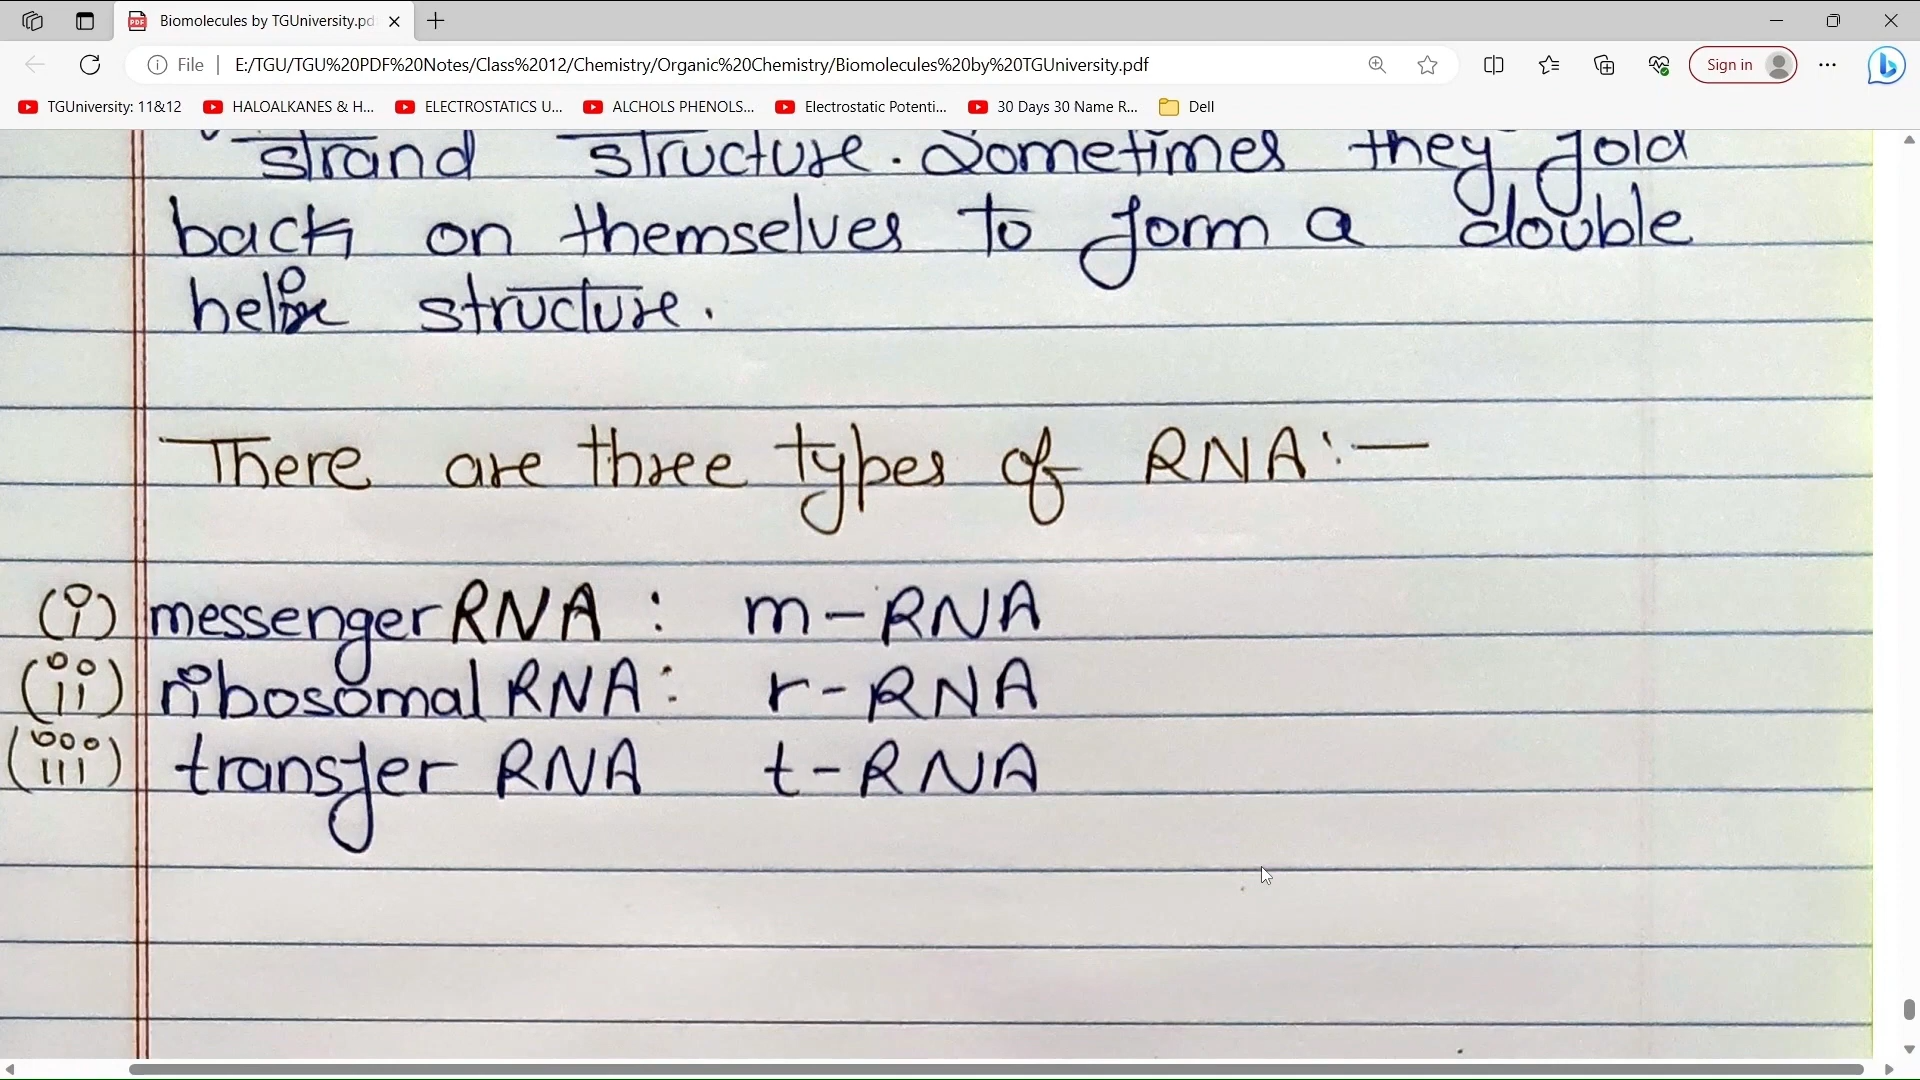 Biomolecules by TGUniversity.pd
File
E:/TGU/TGU%20PDF%20Notes/Class%2012/Chemistry/Organic%20Chemistry/Biomolecules%20by%20TGUniversity.pdf
Sign in
TGUniversity: 11&12
HALOALKANES & H...
ELECTROSTATICS U...
ALCHOLS PHENOLS...
Electrostatic Potenti...
30 Days 30 Name R...
Dell
strand structure. Sometimes they fold
back on themselves to form a double
helix structure.
There are three types of RNA:—
(i) messenger RNA : m-RNA
(ii) ribosomal RNA : r-RNA
(iii) transfer RNA t-RNA